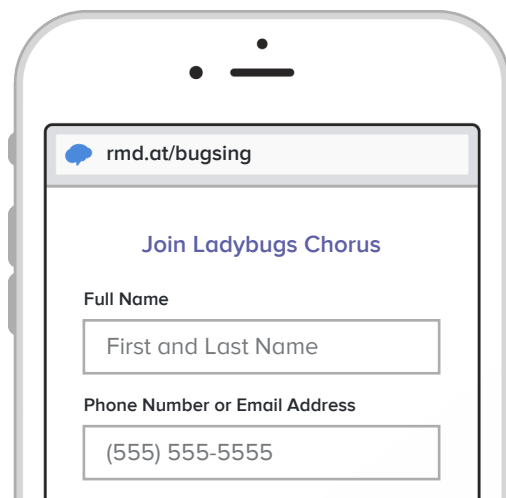 rmd.at/bugsing
Join Ladybugs Chorus
Full Name
First and Last Name
Phone Number or Email Address
(555) 555-5555